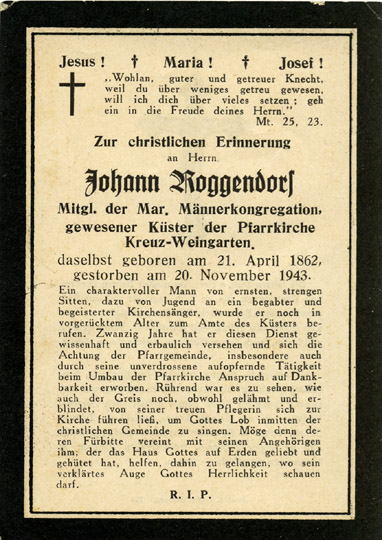 Jesus! † Maria! † Josef!
„Wohlan, guter und getreuer Knecht,
weil du über weniges getreu gewesen,
will ich dich über vieles setzen; geh
ein in die Freude deines Herrn."
Mt. 25, 23.
Zur christlichen Erinnerung
an Herrn
Johann Roggendorf
Mitgl. der Mar. Männerkongregation,
gewesener Küster der Pfarrkirche
Kreuz-Weingarten,
daselbst geboren am 21. April 1862,
gestorben am 20. November 1943.
Ein charaktervoller Mann von ernsten, strengen
Sitten, dazu von Jugend an ein begabter und
begeisterter Kirchensänger, wurde er noch in
vorgerücktem Alter zum Amte des Küsters be-
rufen. Zwanzig Jahre hat er diesen Dienst ge-
wissenhaft und erbaulich versehen und sich die
Achtung der Pfarrgemeinde, insbesondere auch
durch seine unverdrossene aufopfernde Tätigkeit
beim Umbau der Pfarrkirche Anspruch auf Dank-
barkeit erworben. Rührend war es zu sehen, wie
auch der Greis noch, obwohl gelähmt und er-
blindet, von seiner treuen Pflegerin sich zur
Kirche führen ließ, um Gottes Lob inmitten der
christlichen Gemeinde zu singen. Möge denn de-
ren Fürbitte vereint mit seinen Angehörigen
ihm, der das Haus Gottes auf Erden geliebt und
gehütet hat, helfen, dahin zu gelangen, wo sein
verklärtes Auge Gottes Herrlichkeit schauen
darf.
R. I. P.